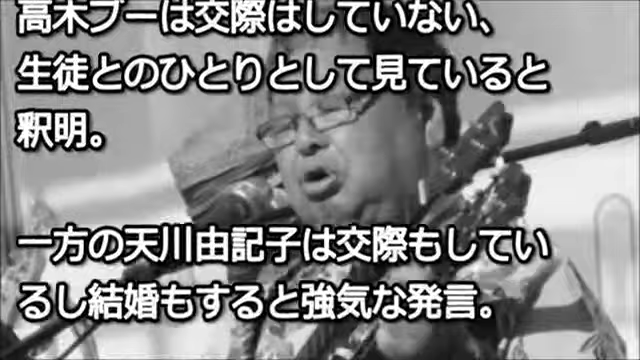 高木ブーは交際はしていない、
生徒とのひとりとして見ていると
釈明。
一方の天川由記子は交際もしてい
るし結婚もすると強気な発言。